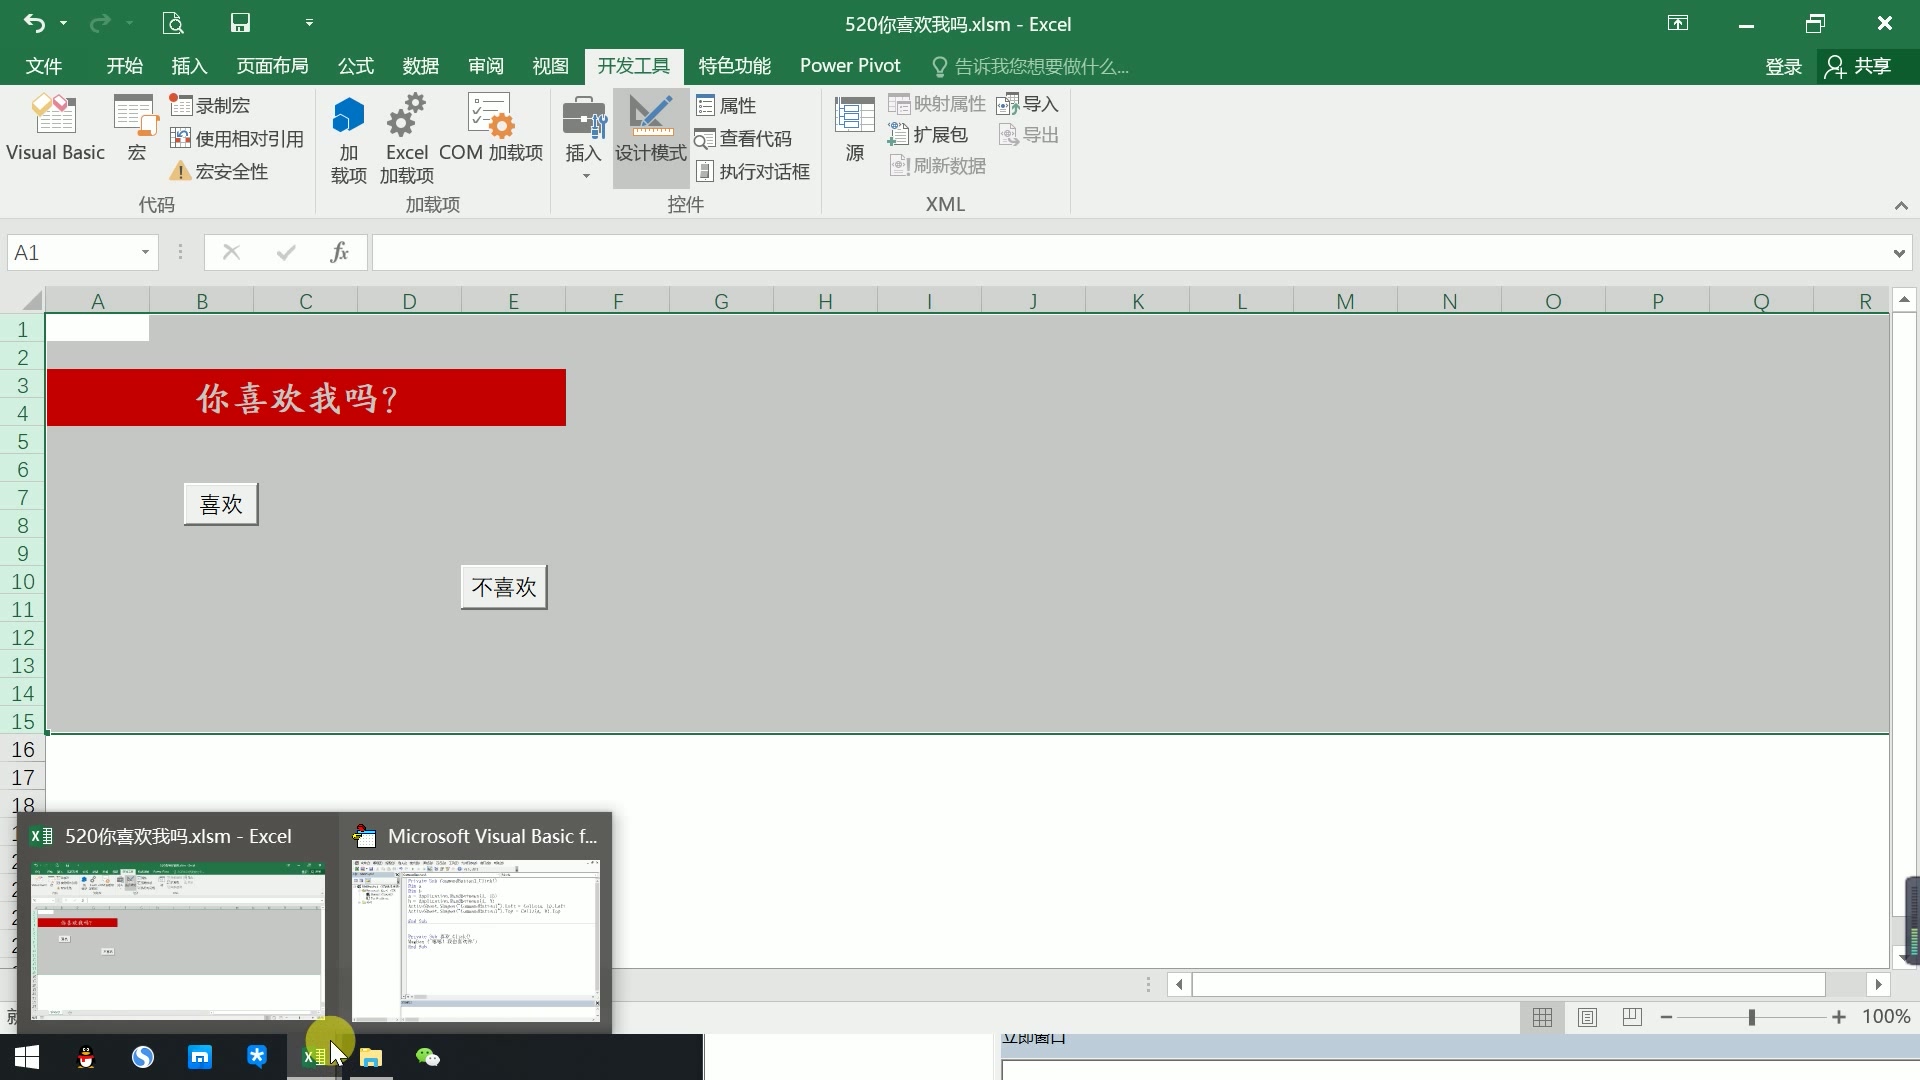 520你喜欢我吗.xlsm - Excel
文件 开始 插入 页面布局 公式 数据 审阅 视图 开发工具 特色功能 Power Pivot 告诉我您想要做什么... 登录 共享
Visual Basic 宏 录制宏 使用相对引用 宏安全性
加载项 Excel 加载项 COM 加载项
插入 设计模式 属性 查看代码 执行对话框
源 映射属性 扩展包 刷新数据 导入 导出
代码 加载项 控件 XML
A1 fx
A B C D E F G H I J K L M N O P Q R
1
2
3
你喜欢我吗?
4
5
6
7
喜欢
8
9
10
不喜欢
11
12
13
14
15
16
17
18
520你喜欢我吗.xlsm - Excel Microsoft Visual Basic f...
100%
立即窗口